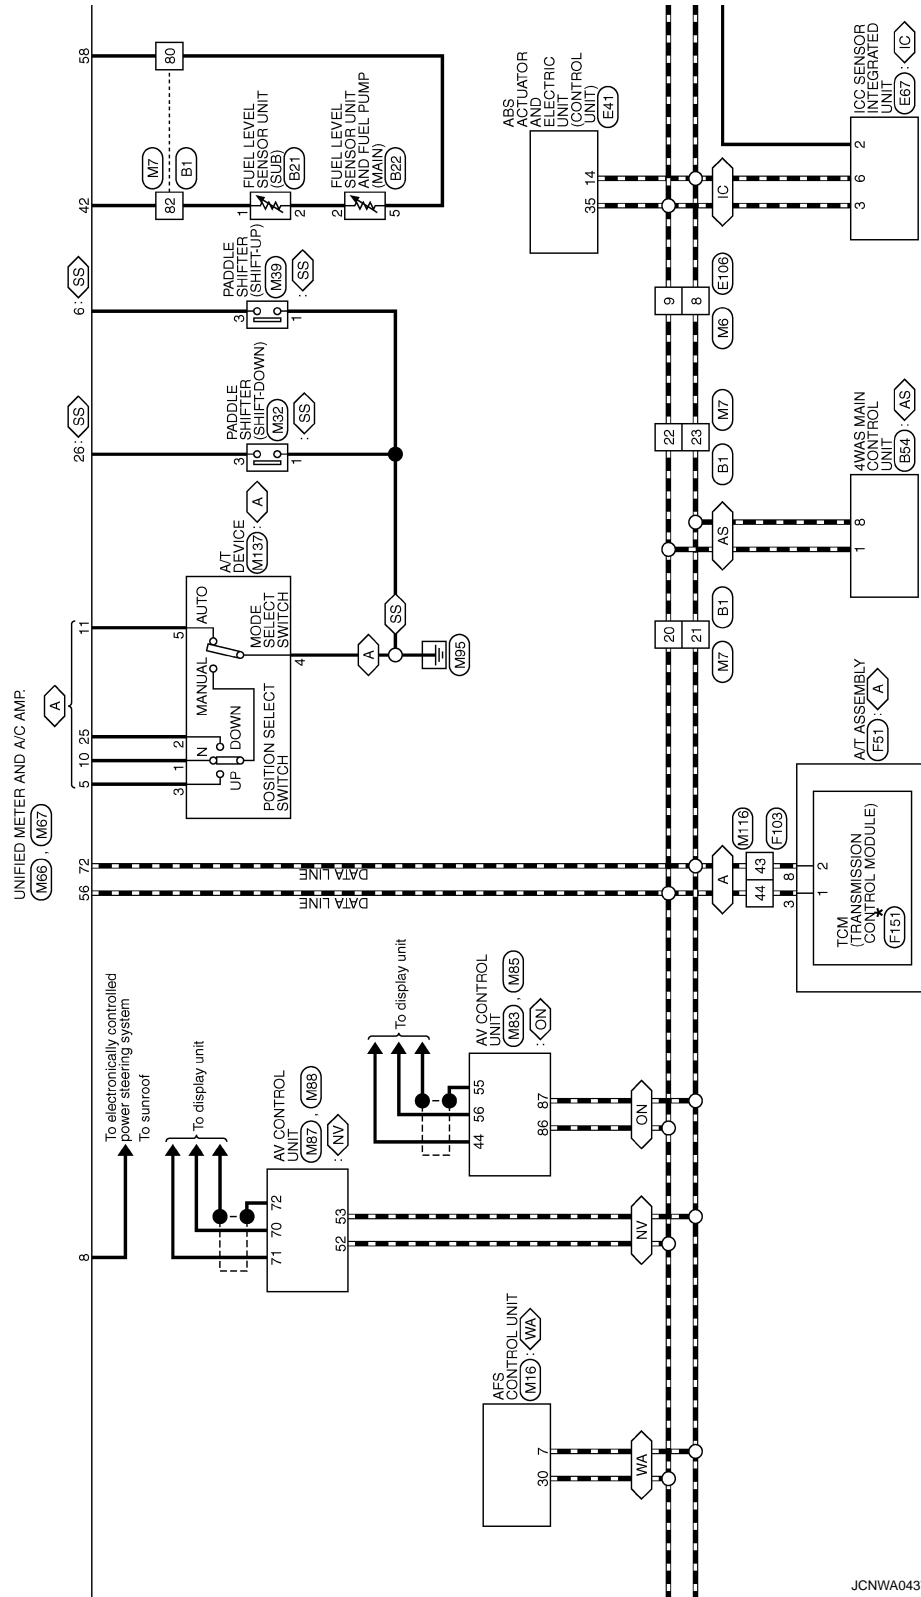 UNIFIED METER AND A/C AMP.
M66 , M67
8
56
72
5
10
25
11
26 : SS
6 : SS
42
58
A
To electronically controlled
power steering system
To sunroof
To display unit
71
70
72
AV CONTROL
UNIT
M87 , M88
: NV
52
53
To display unit
44
56
55
AV CONTROL
UNIT
M83 , M85
: ON
86
87
AFS
CONTROL UNIT
M16 : WA
30
7
WA
NV
ON
DATA LINE
DATA LINE
3
1
2
5
UP
N
DOWN
MANUAL
AUTO
POSITION SELECT
SWITCH
MODE
SELECT
SWITCH
4
A/T
DEVICE
M137 : A
A
SS
M95
PADDLE
SHIFTER
(SHIFT-DOWN)
M32
: SS
3
1
PADDLE
SHIFTER
(SHIFT-UP)
M39
: SS
3
1
M7
B1
82
80
FUEL LEVEL
SENSOR UNIT
(SUB)
B21
1
2
FUEL LEVEL
SENSOR UNIT
AND FUEL PUMP
(MAIN)
B22
2
5
ABS
ACTUATOR
AND
ELECTRIC
UNIT
(CONTROL
UNIT)
E41
35
14
A
44
43
M116
F103
3
8
1
2
A/T ASSEMBLY
F51 : A
TCM
(TRANSMISSION
CONTROL MODULE)
*
F151
20
21
M7
B1
AS
1
8
4WAS MAIN
CONTROL
UNIT
B54 : AS
22
23
B1
M7
9
8
M6
E106
IC
3
6
2
ICC SENSOR
INTEGRATED
UNIT
E67 : IC
JCNWA043